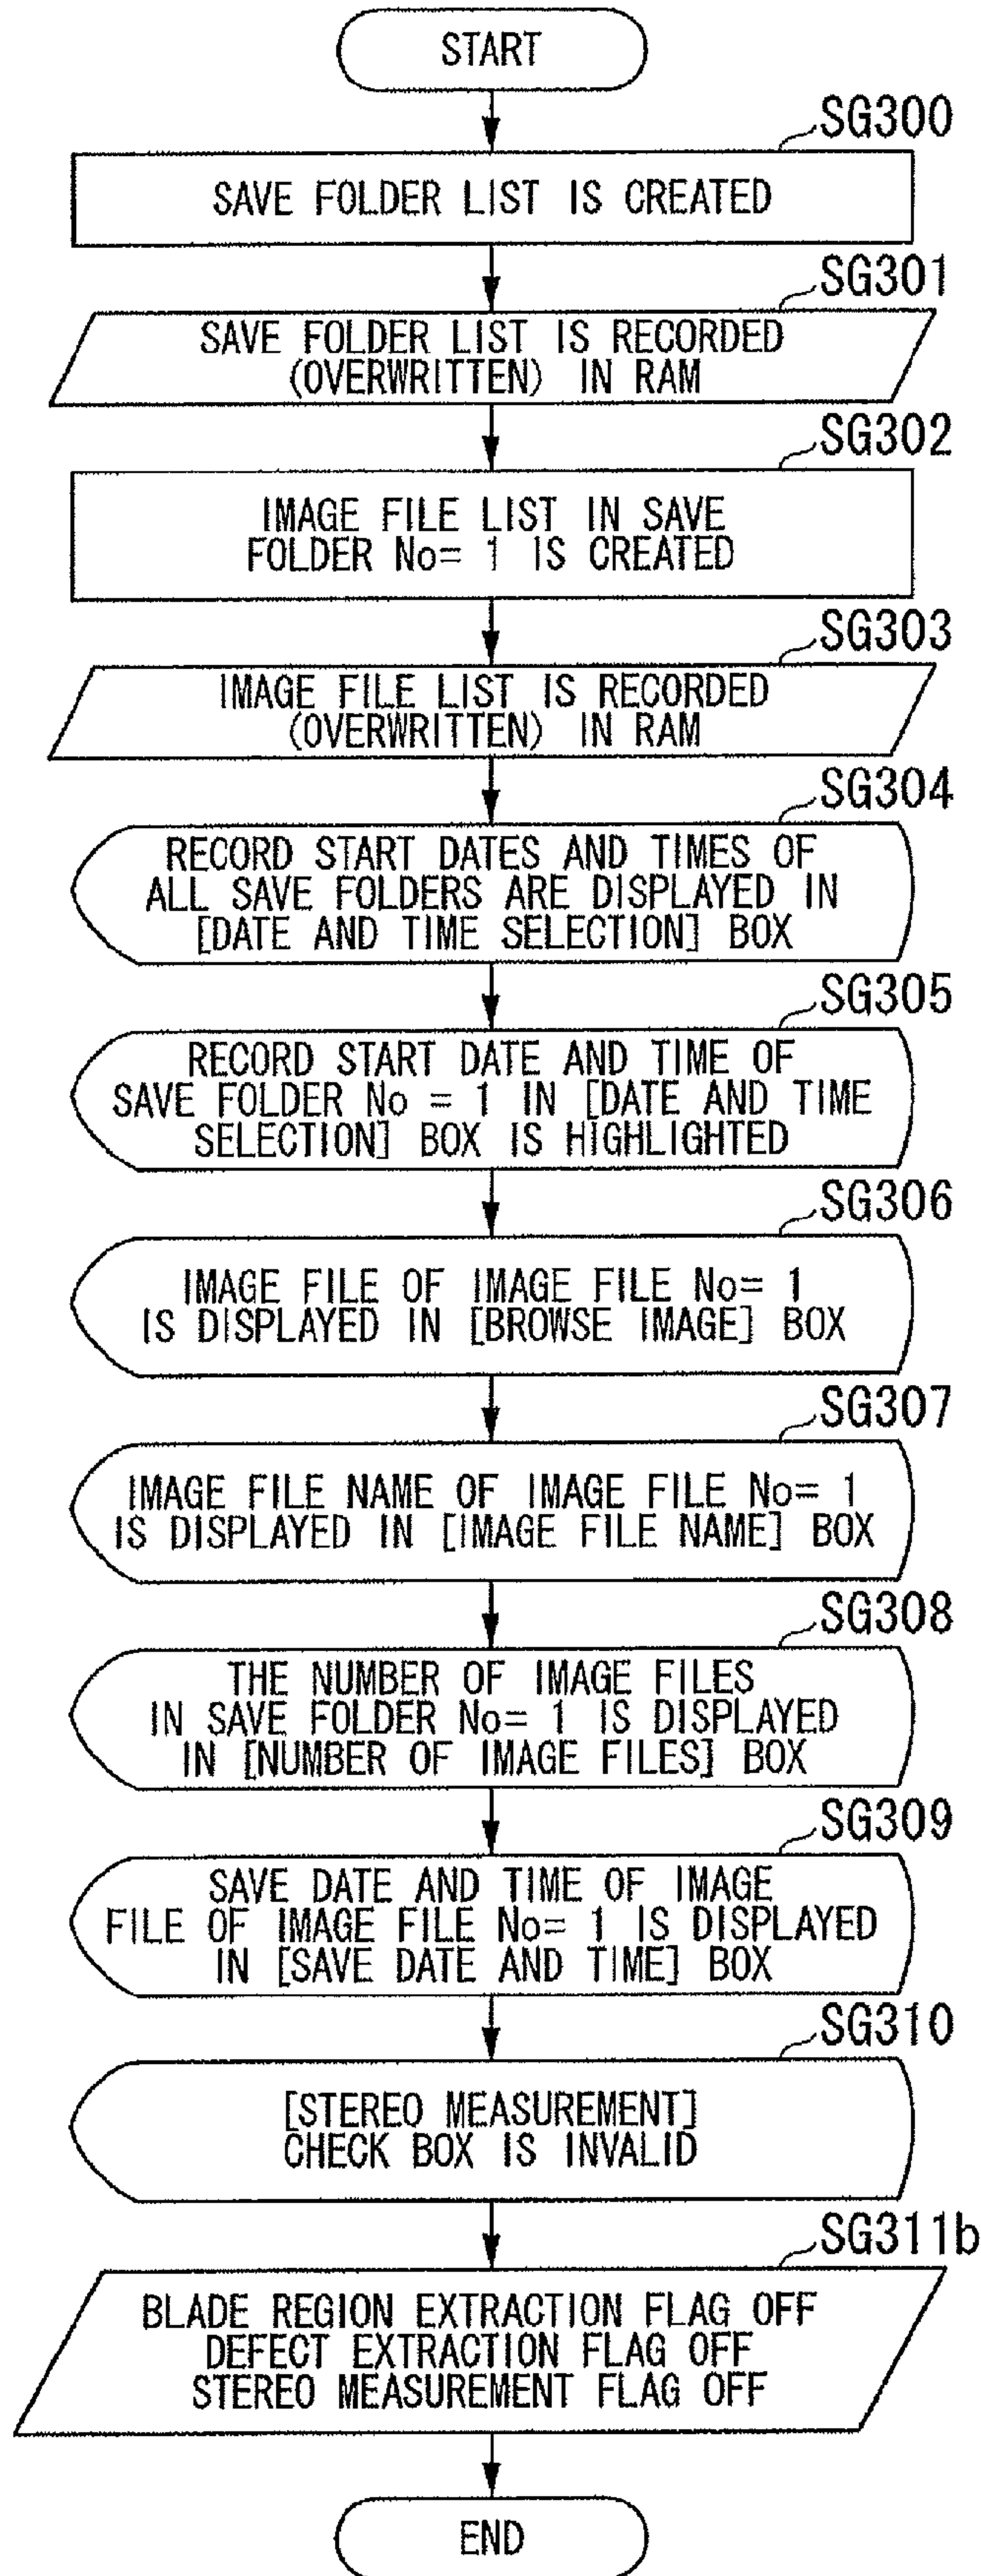 START
SG300
SAVE FOLDER LIST IS CREATED
SG301
SAVE FOLDER LIST IS RECORDED
(OVERWRITTEN) IN RAM
SG302
IMAGE FILE LIST IN SAVE
FOLDER No= 1 IS CREATED
SG303
IMAGE FILE LIST IS RECORDED
(OVERWRITTEN) IN RAM
SG304
RECORD START DATES AND TIMES OF
ALL SAVE FOLDERS ARE DISPLAYED IN
[DATE AND TIME SELECTION] BOX
SG305
RECORD START DATE AND TIME OF
SAVE FOLDER No = 1 IN [DATE AND TIME
SELECTION] BOX IS HIGHLIGHTED
SG306
IMAGE FILE OF IMAGE FILE No= 1
IS DISPLAYED IN [BROWSE IMAGE] BOX
SG307
IMAGE FILE NAME OF IMAGE FILE No= 1
IS DISPLAYED IN [IMAGE FILE NAME] BOX
SG308
THE NUMBER OF IMAGE FILES
IN SAVE FOLDER No= 1 IS DISPLAYED
IN [NUMBER OF IMAGE FILES] BOX
SG309
SAVE DATE AND TIME OF IMAGE
FILE OF IMAGE FILE No= 1 IS DISPLAYED
IN [SAVE DATE AND TIME] BOX
SG310
[STEREO MEASUREMENT]
CHECK BOX IS INVALID
SG311b
BLADE REGION EXTRACTION FLAG OFF
DEFECT EXTRACTION FLAG OFF
STEREO MEASUREMENT FLAG OFF
END